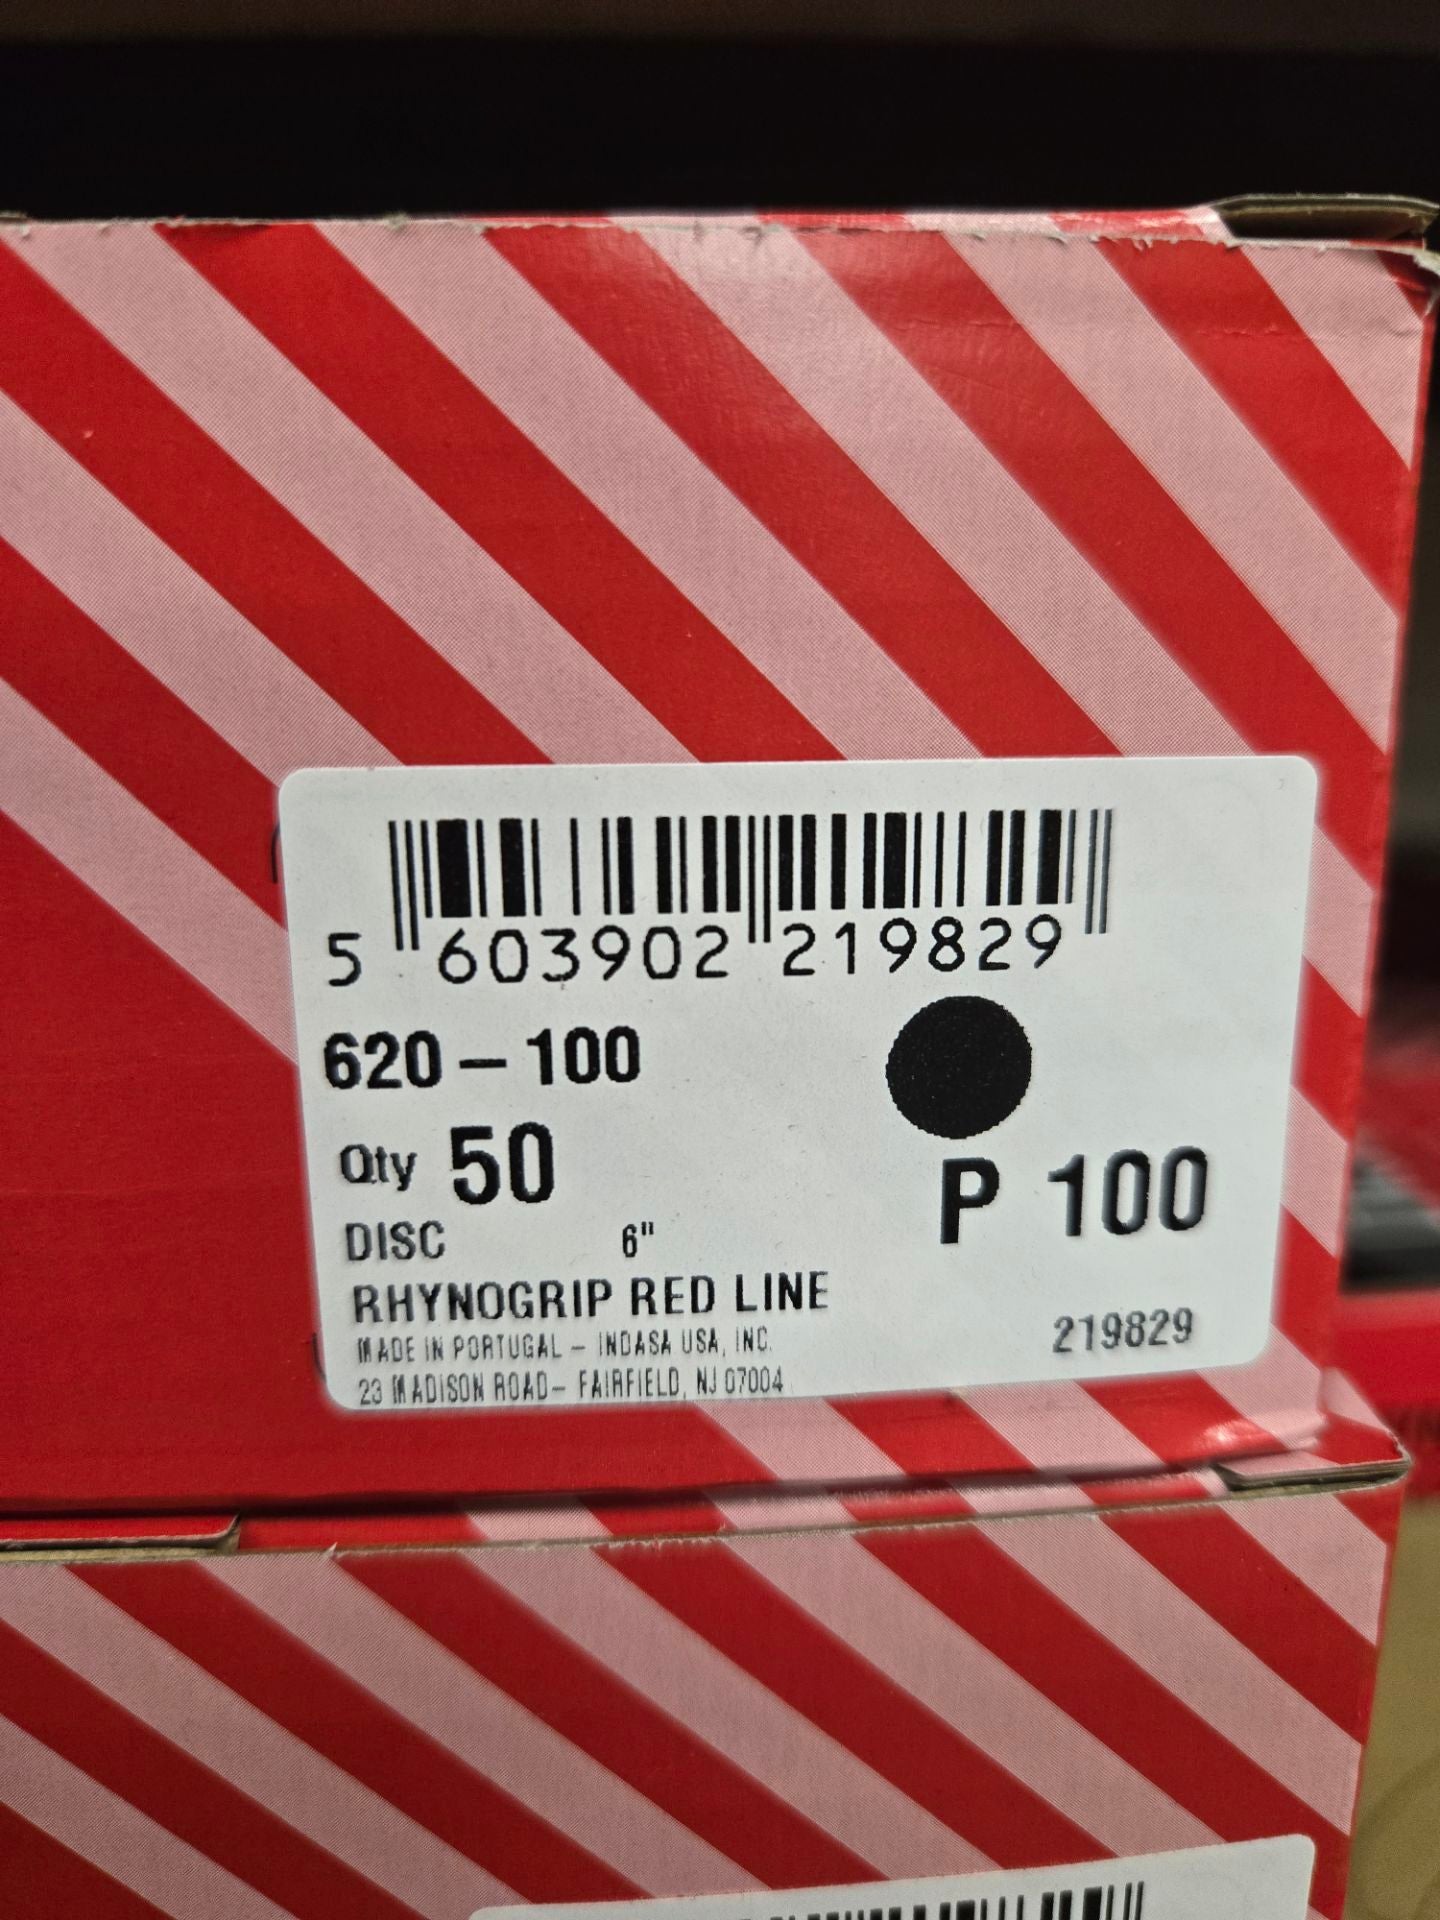 5 603902 219829
620 – 100
Qty 50
P 100
DISC 6"
RHYNOGRIP RED LINE
MADE IN PORTUGAL – INDASA USA, INC.
219829
23 MADISON ROAD– FAIRFIELD, NJ 07004